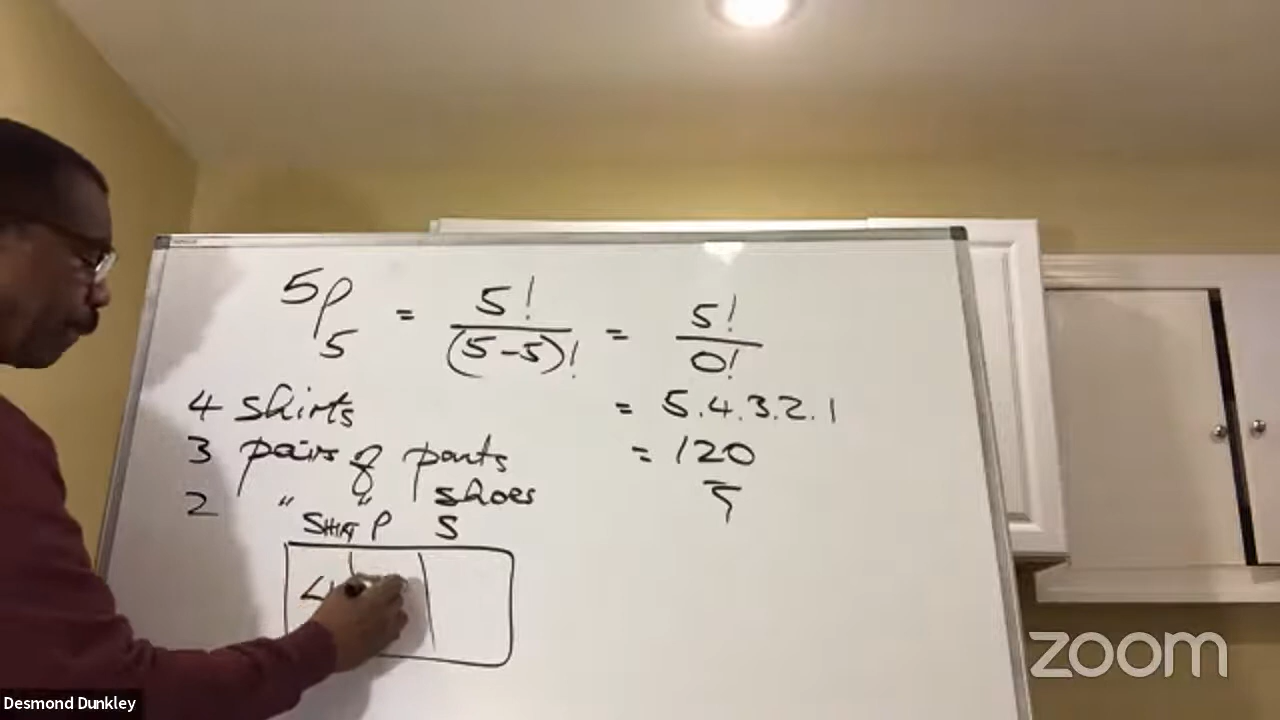 5P5 = 5!/(5-5)! = 5!/0!
4 shirts
= 5.4.3.2.1
3 pairs of pants
= 120
2 " " shoes
SHIRT P S
4
zoom
Desmond Dunkley